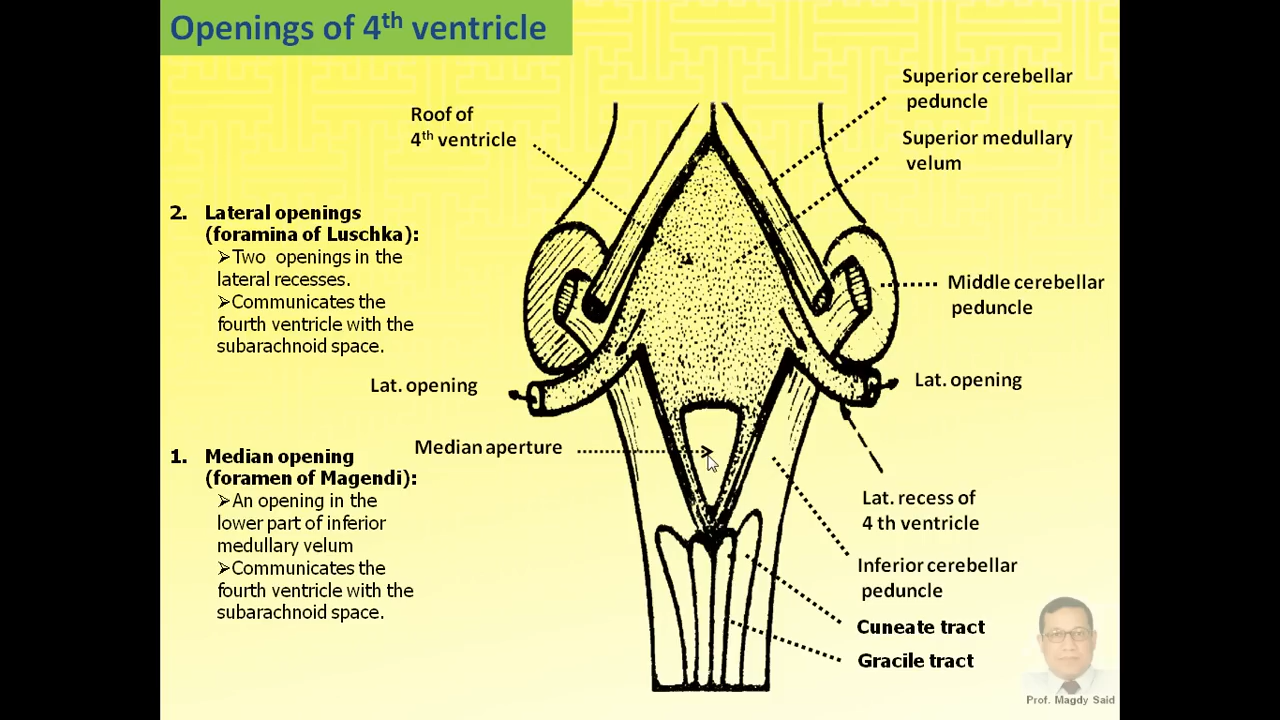 Openings of 4th ventricle
Superior cerebellar
peduncle
Roof of
4th ventricle
Superior medullary
velum
2. Lateral openings
(foramina of Luschka):
➢Two openings in the
lateral recesses.
➢Communicates the
fourth ventricle with the
subarachnoid space.
Middle cerebellar
peduncle
Lat. opening
Lat. opening
Median aperture
1. Median opening
(foramen of Magendi):
➢An opening in the
lower part of inferior
medullary velum
➢Communicates the
fourth ventricle with the
subarachnoid space.
Lat. recess of
4 th ventricle
Inferior cerebellar
peduncle
Cuneate tract
Gracile tract
Prof. Magdy Said